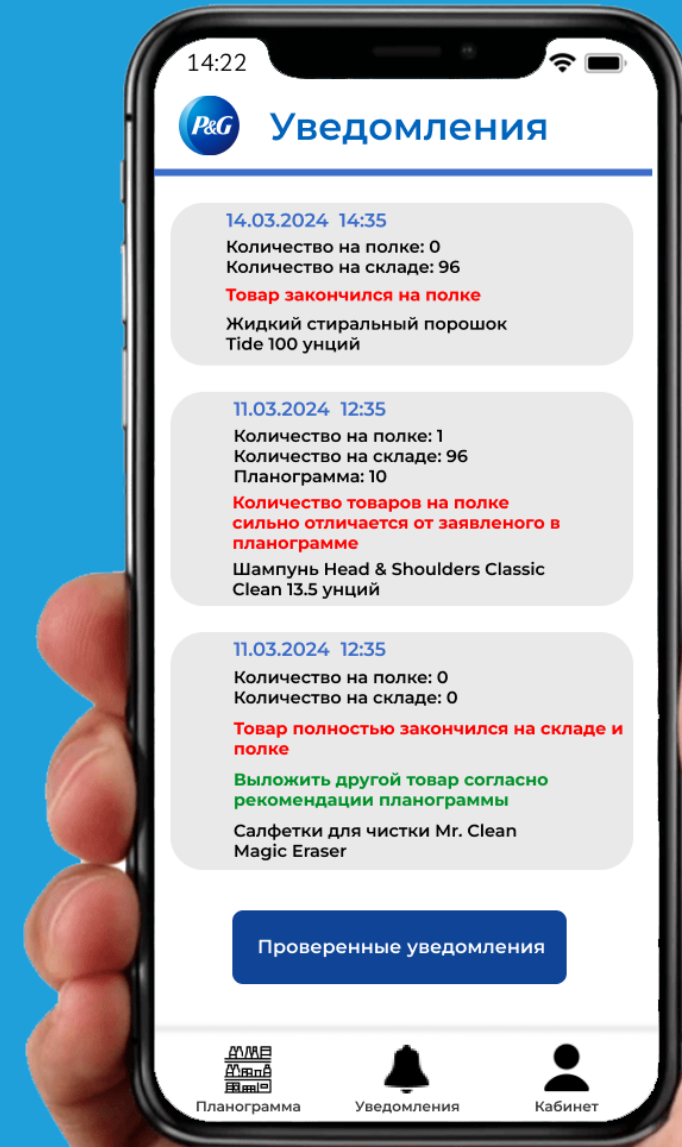 14:22
P&G
Уведомления
14.03.2024 14:35
Количество на полке: 0
Количество на складе: 96
Товар закончился на полке
Жидкий стиральный порошок
Tide 100 унций
11.03.2024 12:35
Количество на полке: 1
Количество на складе: 96
Планограмма: 10
Количество товаров на полке
сильно отличается от заявленого в
планограмме
Шампунь Head & Shoulders Classic
Clean 13.5 унций
11.03.2024 12:35
Количество на полке: 0
Количество на складе: 0
Товар полностью закончился на складе и
полке
Выложить другой товар согласно
рекомендации планограммы
Салфетки для чистки Mr. Clean
Magic Eraser
Проверенные уведомления
Планограмма
Уведомления
Кабинет